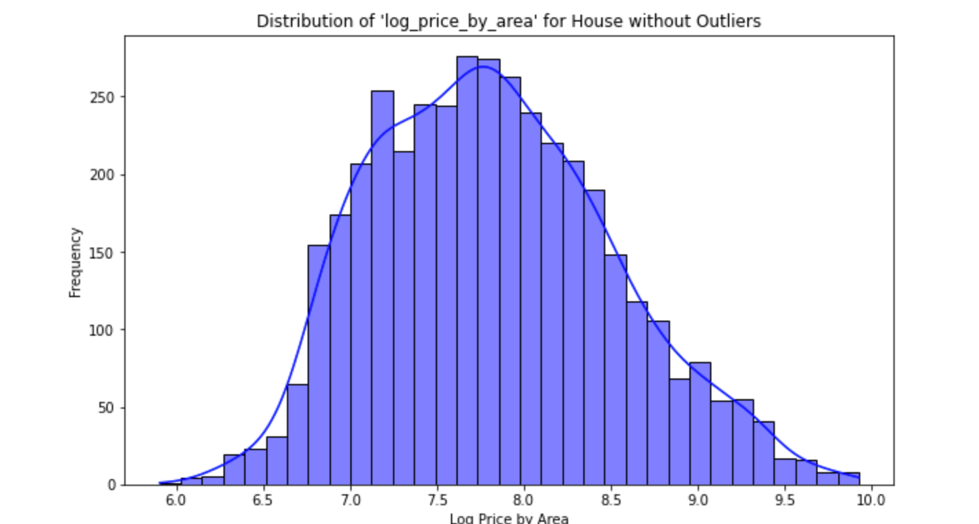 Distribution of 'log_price_by_area' for House without Outliers
Frequency
250
200
150
100
50
0
6.0 6.5 7.0 7.5 8.0 8.5 9.0 9.5 10.0
Log Price by Area